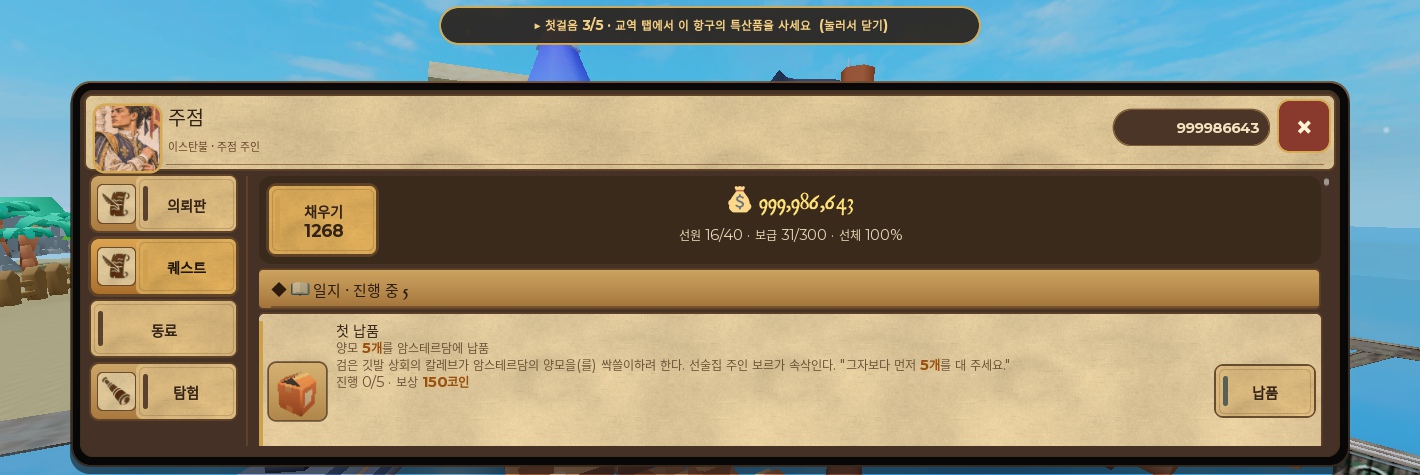 ▸ 첫걸음 3/5 · 교역 탭에서 이 항구의 특산품을 사세요 (눌러서 닫기)
주점
이스탄불 · 주점 주인
999986643
의뢰판
퀘스트
동료
탐험
채우기
1268
999,986,643
선원 16/40 · 보급 31/300 · 선체 100%
◆ 일지 · 진행 중 5
첫 납품
양모 5개를 암스테르담에 납품
검은 깃발 상회의 칼레브가 암스테르담의 양모을(를) 싹쓸이하려 한다. 선술집 주인 보르가 속삭인다. "그자보다 먼저 5개를 대 주세요."
진행 0/5 · 보상 150코인
납품